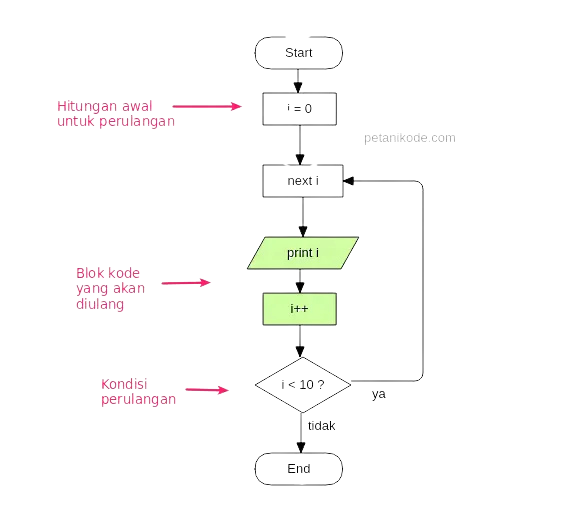 Start
Hitungan awal
untuk perulangan
i = 0
petanikode.com
next i
print i
Blok kode
yang akan
diulang
i++
Kondisi
perulangan
i < 10 ?
ya
tidak
End